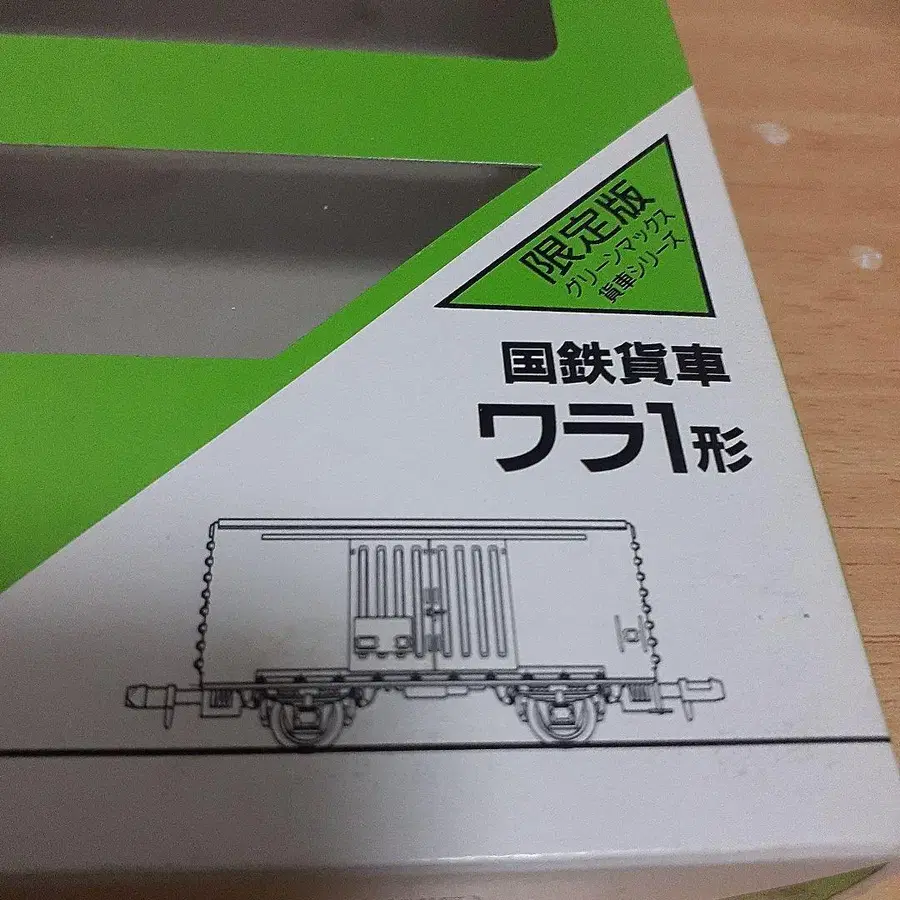 限定版
グリーンマックス
貨車シリーズ
国鉄貨車
ワラ1形